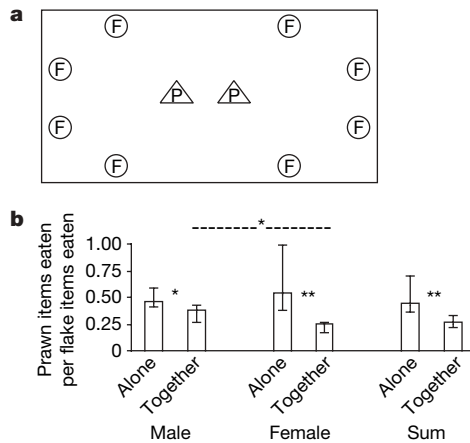 a
F F
F F
P P
F F
F F
b
*
Prawn items eaten
per flake items eaten
1.00
0.75
0.50 * ** **
0.25
0
Alone Together Alone Together Alone Together
Male Female Sum